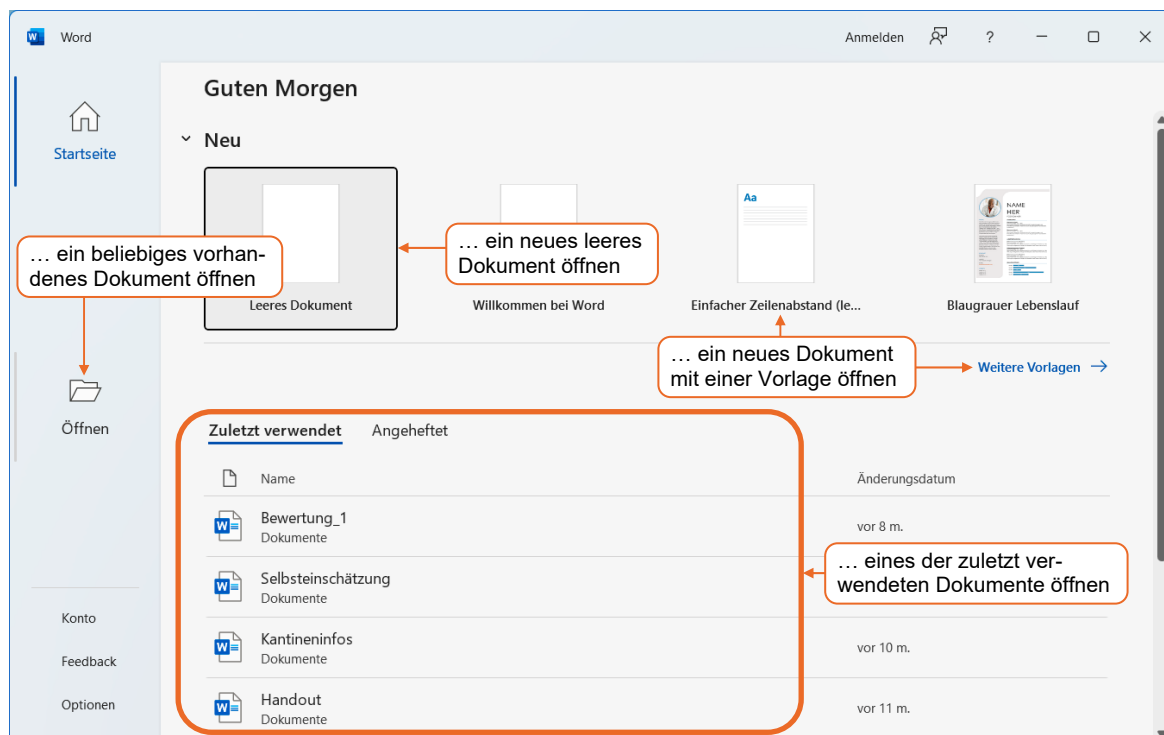 Word
Anmelden
?
Guten Morgen
Startseite
Neu
Aa
NAME
HIER
… ein beliebiges vorhan-
denes Dokument öffnen
… ein neues leeres
Dokument öffnen
Leeres Dokument
Willkommen bei Word
Einfacher Zeilenabstand (le...
Blaugrauer Lebenslauf
… ein neues Dokument
mit einer Vorlage öffnen
Weitere Vorlagen
Öffnen
Zuletzt verwendet
Angeheftet
Name
Änderungsdatum
Bewertung_1
Dokumente
vor 8 m.
… eines der zuletzt ver-
wendeten Dokumente öffnen
Selbsteinschätzung
Dokumente
Kantineninfos
Dokumente
vor 10 m.
Handout
Dokumente
vor 11 m.
Konto
Feedback
Optionen